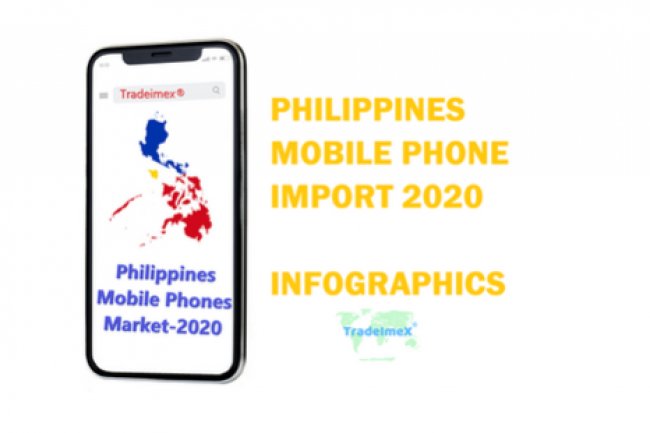 Tradeimex®
Philippines
Mobile Phones
Market-2020
PHILIPPINES
MOBILE PHONE
IMPORT 2020
INFOGRAPHICS
TradeImeX®